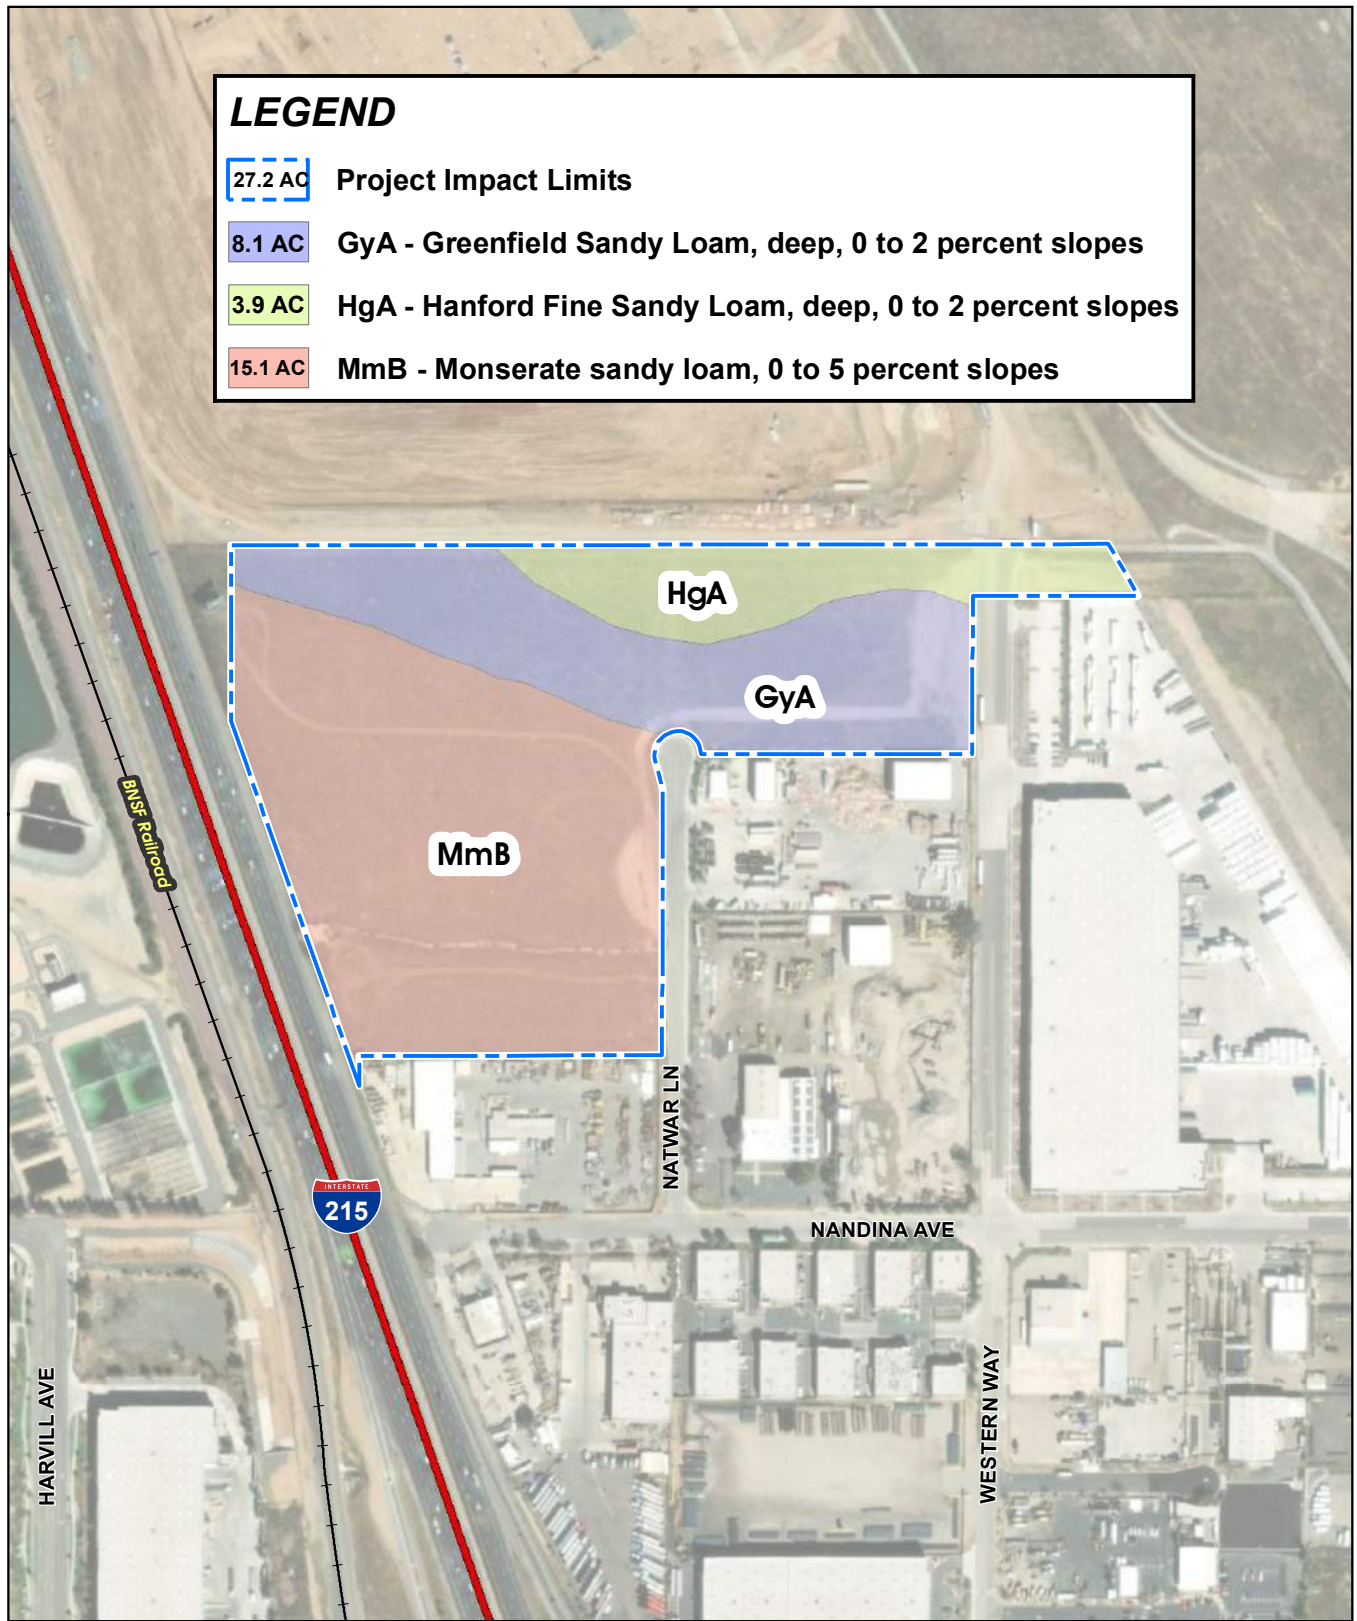 LEGEND
27.2 AC Project Impact Limits
8.1 AC GyA - Greenfield Sandy Loam, deep, 0 to 2 percent slopes
3.9 AC HgA - Hanford Fine Sandy Loam, deep, 0 to 2 percent slopes
15.1 AC MmB - Monserate sandy loam, 0 to 5 percent slopes
HgA
GyA
MmB
BNSF Railroad
NATWAR LN
INTERSTATE
215
NANDINA AVE
HARVILL AVE
WESTERN WAY